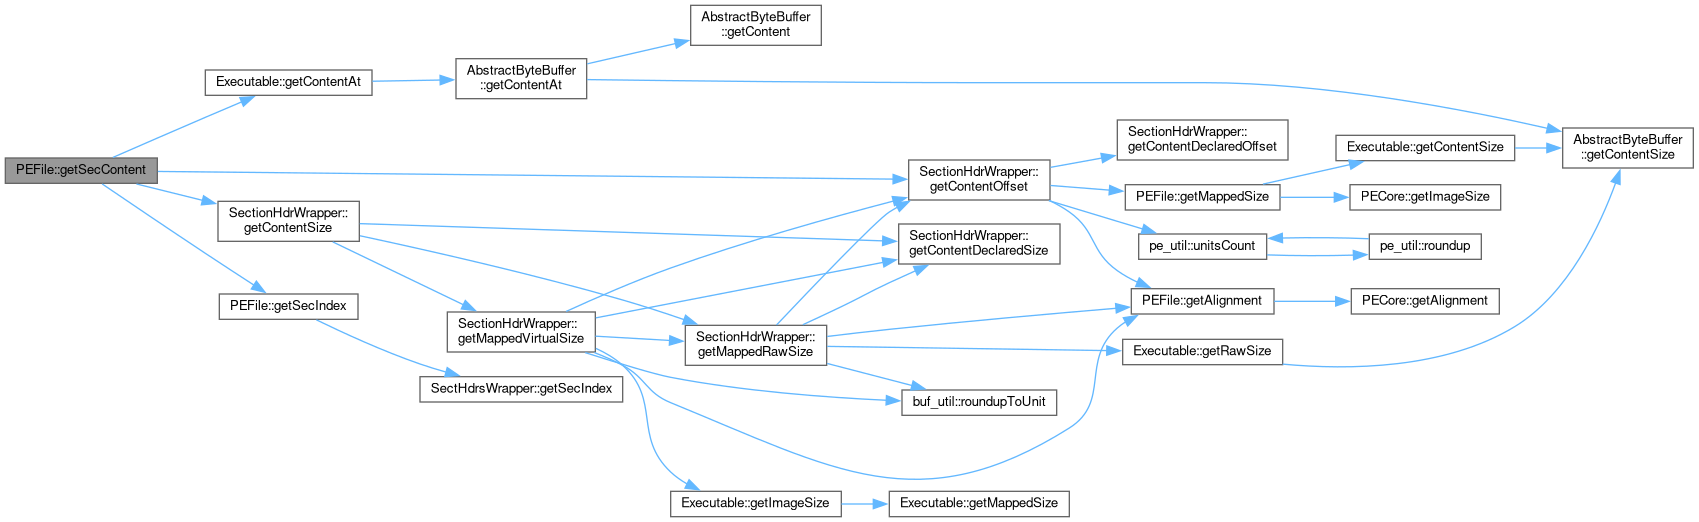 PEFile::getSecContent
Executable::getContentAt
AbstractByteBuffer
::getContentAt
AbstractByteBuffer
::getContent
SectionHdrWrapper::
getContentSize
PEFile::getSecIndex
SectionHdrWrapper::
getMappedVirtualSize
SectHdrsWrapper::getSecIndex
SectionHdrWrapper::
getMappedRawSize
SectionHdrWrapper::
getContentOffset
SectionHdrWrapper::
getContentDeclaredSize
buf_util::roundupToUnit
Executable::getImageSize
Executable::getMappedSize
SectionHdrWrapper::
getContentDeclaredOffset
PEFile::getMappedSize
pe_util::unitsCount
PEFile::getAlignment
Executable::getRawSize
Executable::getContentSize
PECore::getImageSize
pe_util::roundup
PECore::getAlignment
AbstractByteBuffer
::getContentSize